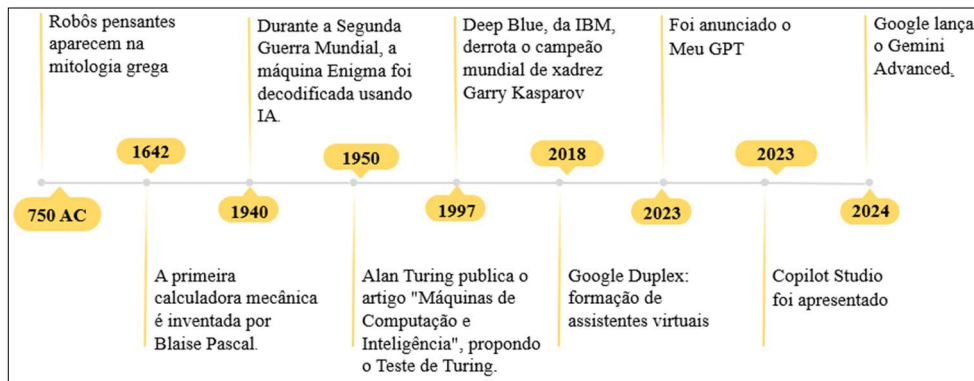 Robôs pensantes
aparecem na
mitologia grega
Durante a Segunda
Guerra Mundial, a
máquina Enigma foi
decodificada usando
IA.
Deep Blue, da IBM,
derrota o campeão
mundial de xadrez
Garry Kasparov
Foi anunciado o
Meu GPT
Google lança
o Gemini
Advanced.
1642
1950
2018
2023
750 AC
1940
1997
2023
2024
A primeira
calculadora mecânica
é inventada por
Blaise Pascal.
Alan Turing publica o
artigo "Máquinas de
Computação e
Inteligência", propondo
o Teste de Turing.
Google Duplex:
formação de
assistentes virtuais
Copilot Studio
foi apresentado